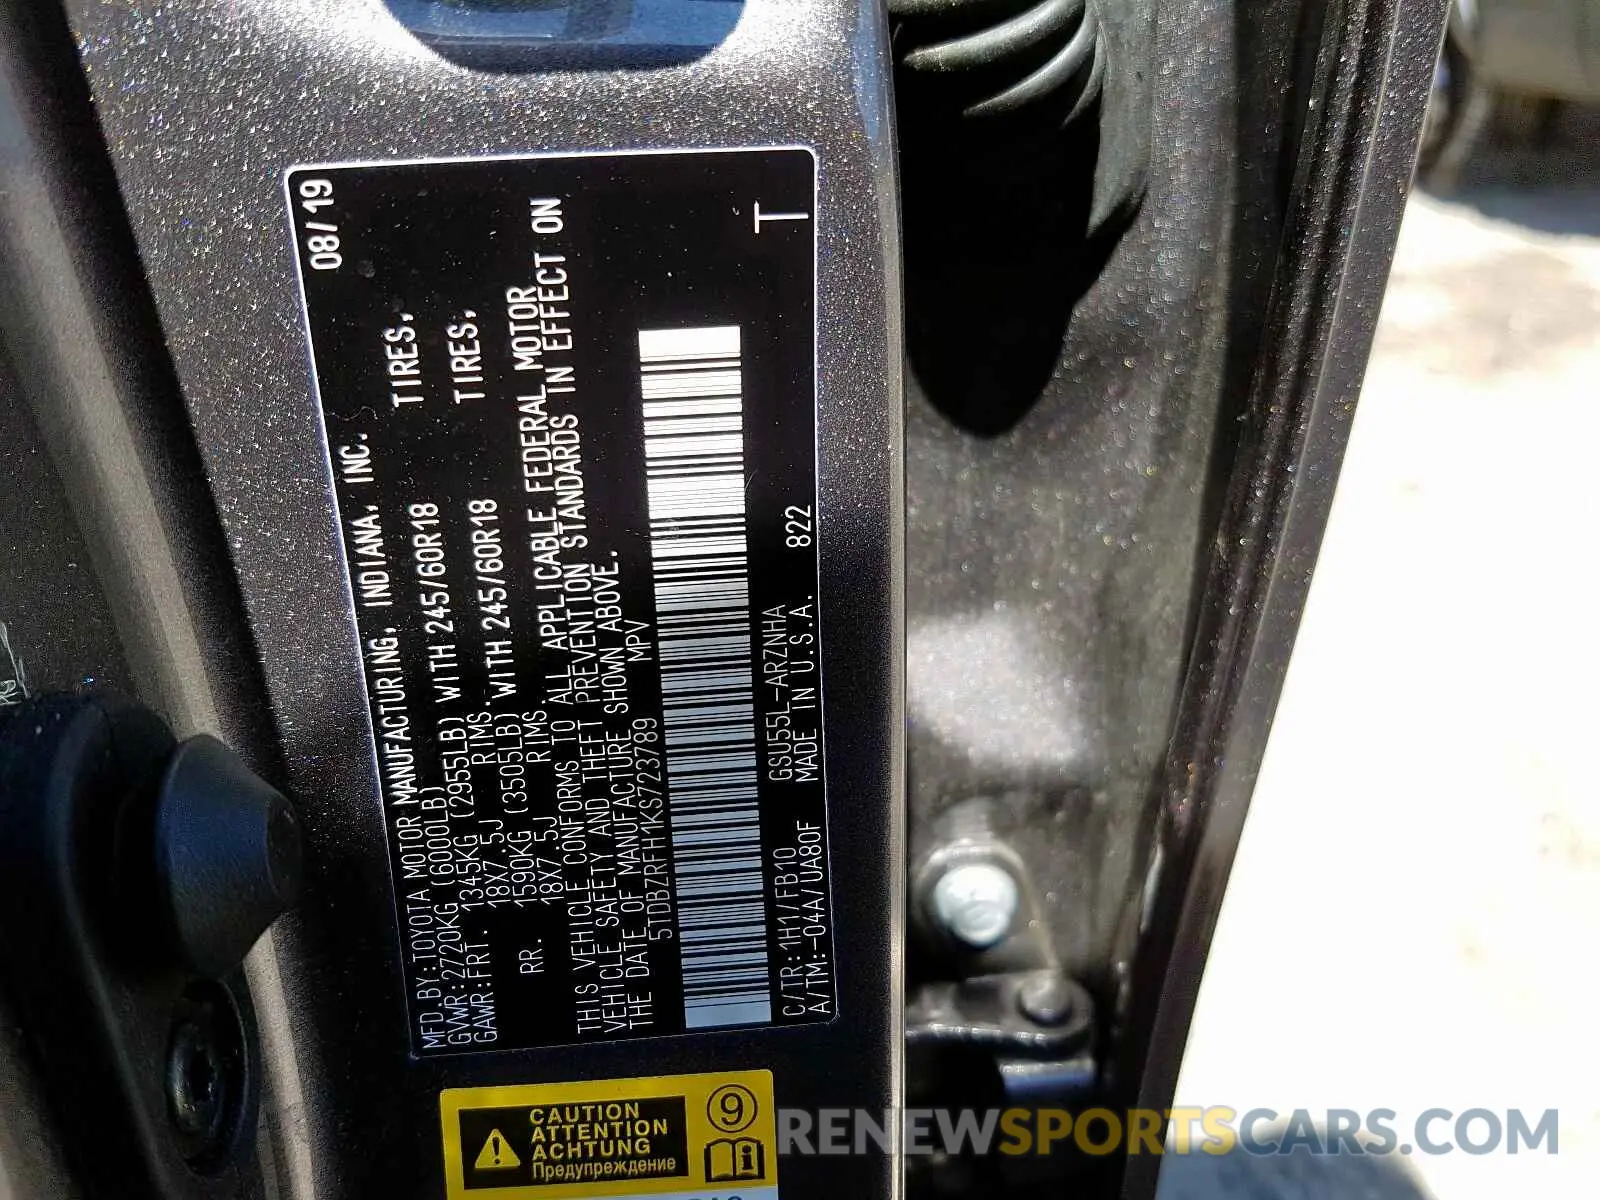 08/19
MFD.BY:TOYOTA MOTOR MANUFACTURING, INDIANA, INC.
GVWR:2720KG(6000LB)
GAWR:FRT. 1345KG (2955LB) WITH 245/60R18 TIRES,
18X7.5J RIMS.
RR. 1590KG (3505LB) WITH 245/60R18 TIRES,
18X7.5J RIMS.
THIS VEHICLE CONFORMS TO ALL APPLICABLE FEDERAL MOTOR
VEHICLE SAFETY AND THEFT PREVENTION STANDARDS IN EFFECT ON
THE DATE OF MANUFACTURE SHOWN ABOVE.
5TDBZRFH1KS723789 MPV
T
C/TR:1H1/FB10 GSU55L-ARZNHA 822
A/TM:-04A/UA80F MADE IN U.S.A.
CAUTION
ATTENTION
ACHTUNG
Предупреждение
9
i
RENEWSPORTSCARS.COM